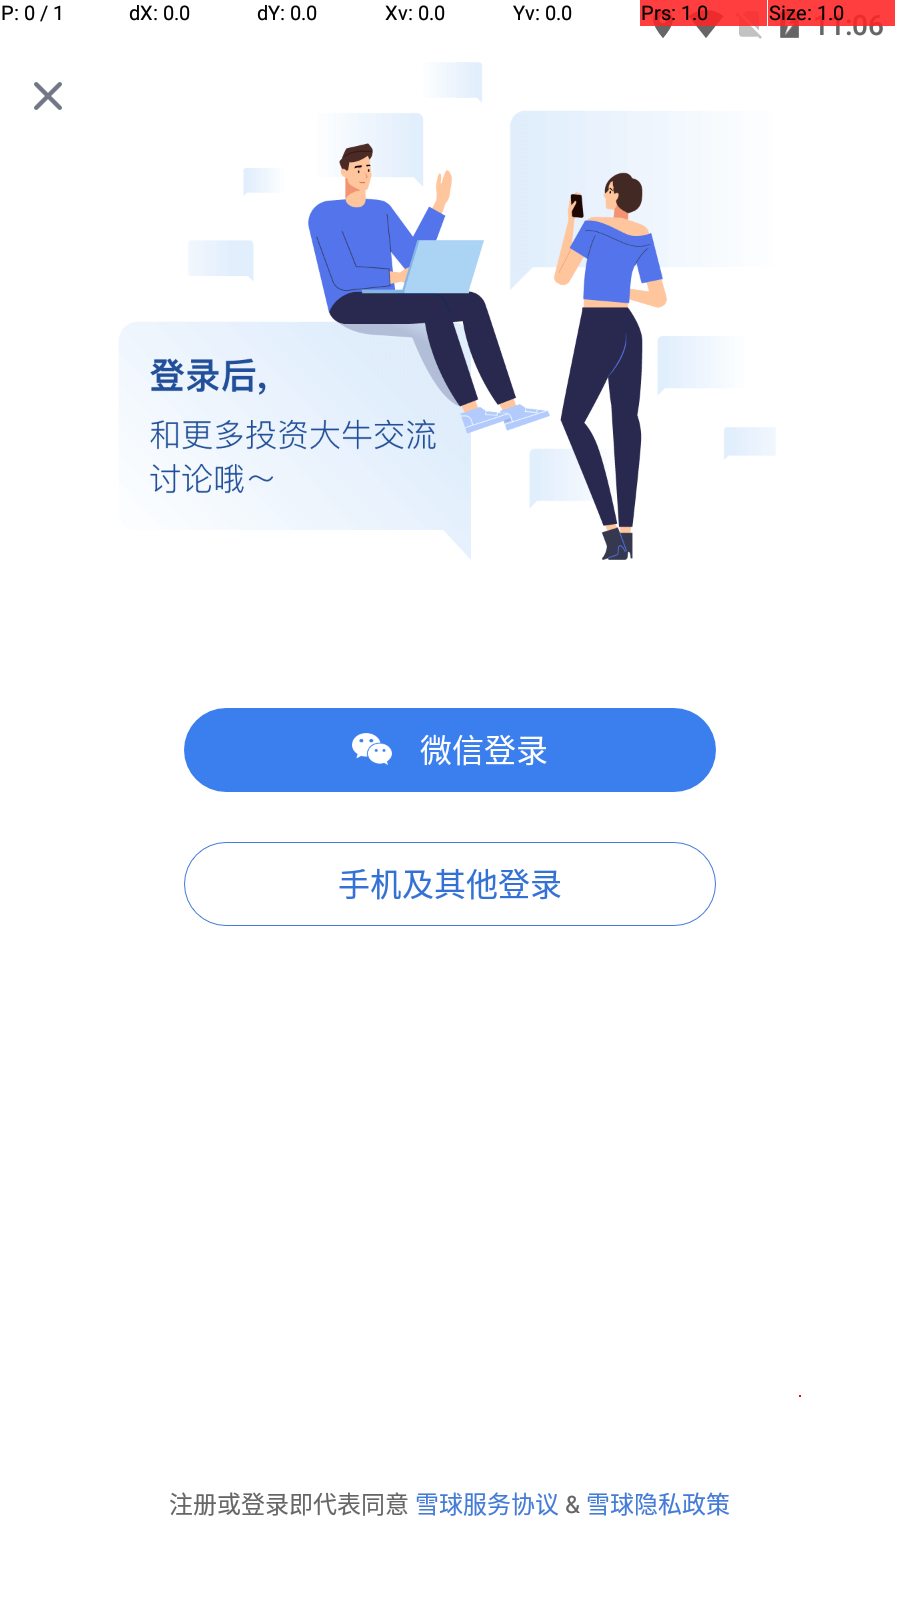 P: 0 / 1 dX: 0.0 dY: 0.0 Xv: 0.0 Yv: 0.0 Prs: 1.0 Size: 1.0
11:06
登录后,
和更多投资大牛交流
讨论哦～
微信登录
手机及其他登录
注册或登录即代表同意 雪球服务协议 & 雪球隐私政策